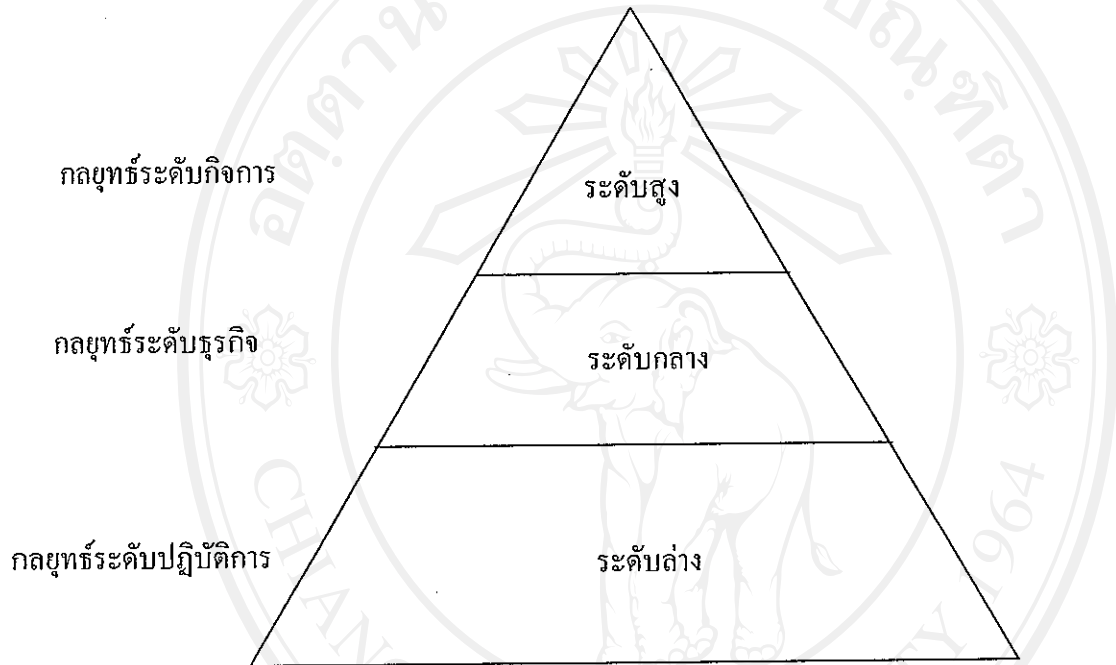 กลยุทธ์ระดับกิจการ
ระดับสูง
กลยุทธ์ระดับธุรกิจ
ระดับกลาง
กลยุทธ์ระดับปฏิบัติการ
ระดับล่าง
1964